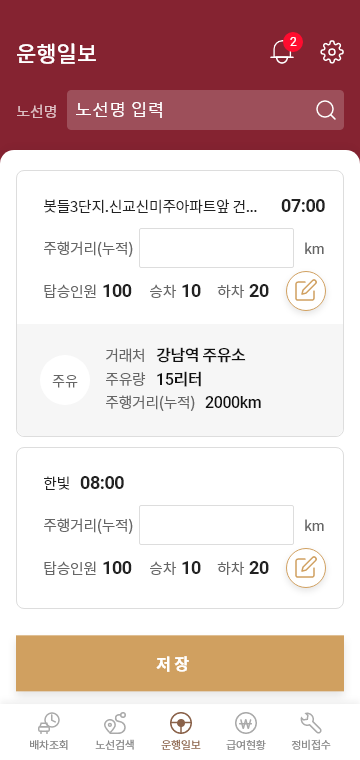 운행일보
2
노선명
노선명 입력
봇들3단지.신교신미주아파트앞 건... 07:00
주행거리(누적) km
탑승인원 100 승차 10 하차 20
주유
거래처 강남역 주유소
주유량 15리터
주행거리(누적) 2000km
한빛 08:00
주행거리(누적) km
탑승인원 100 승차 10 하차 20
저장
배차조회 노선검색 운행일보 급여현황 정비접수